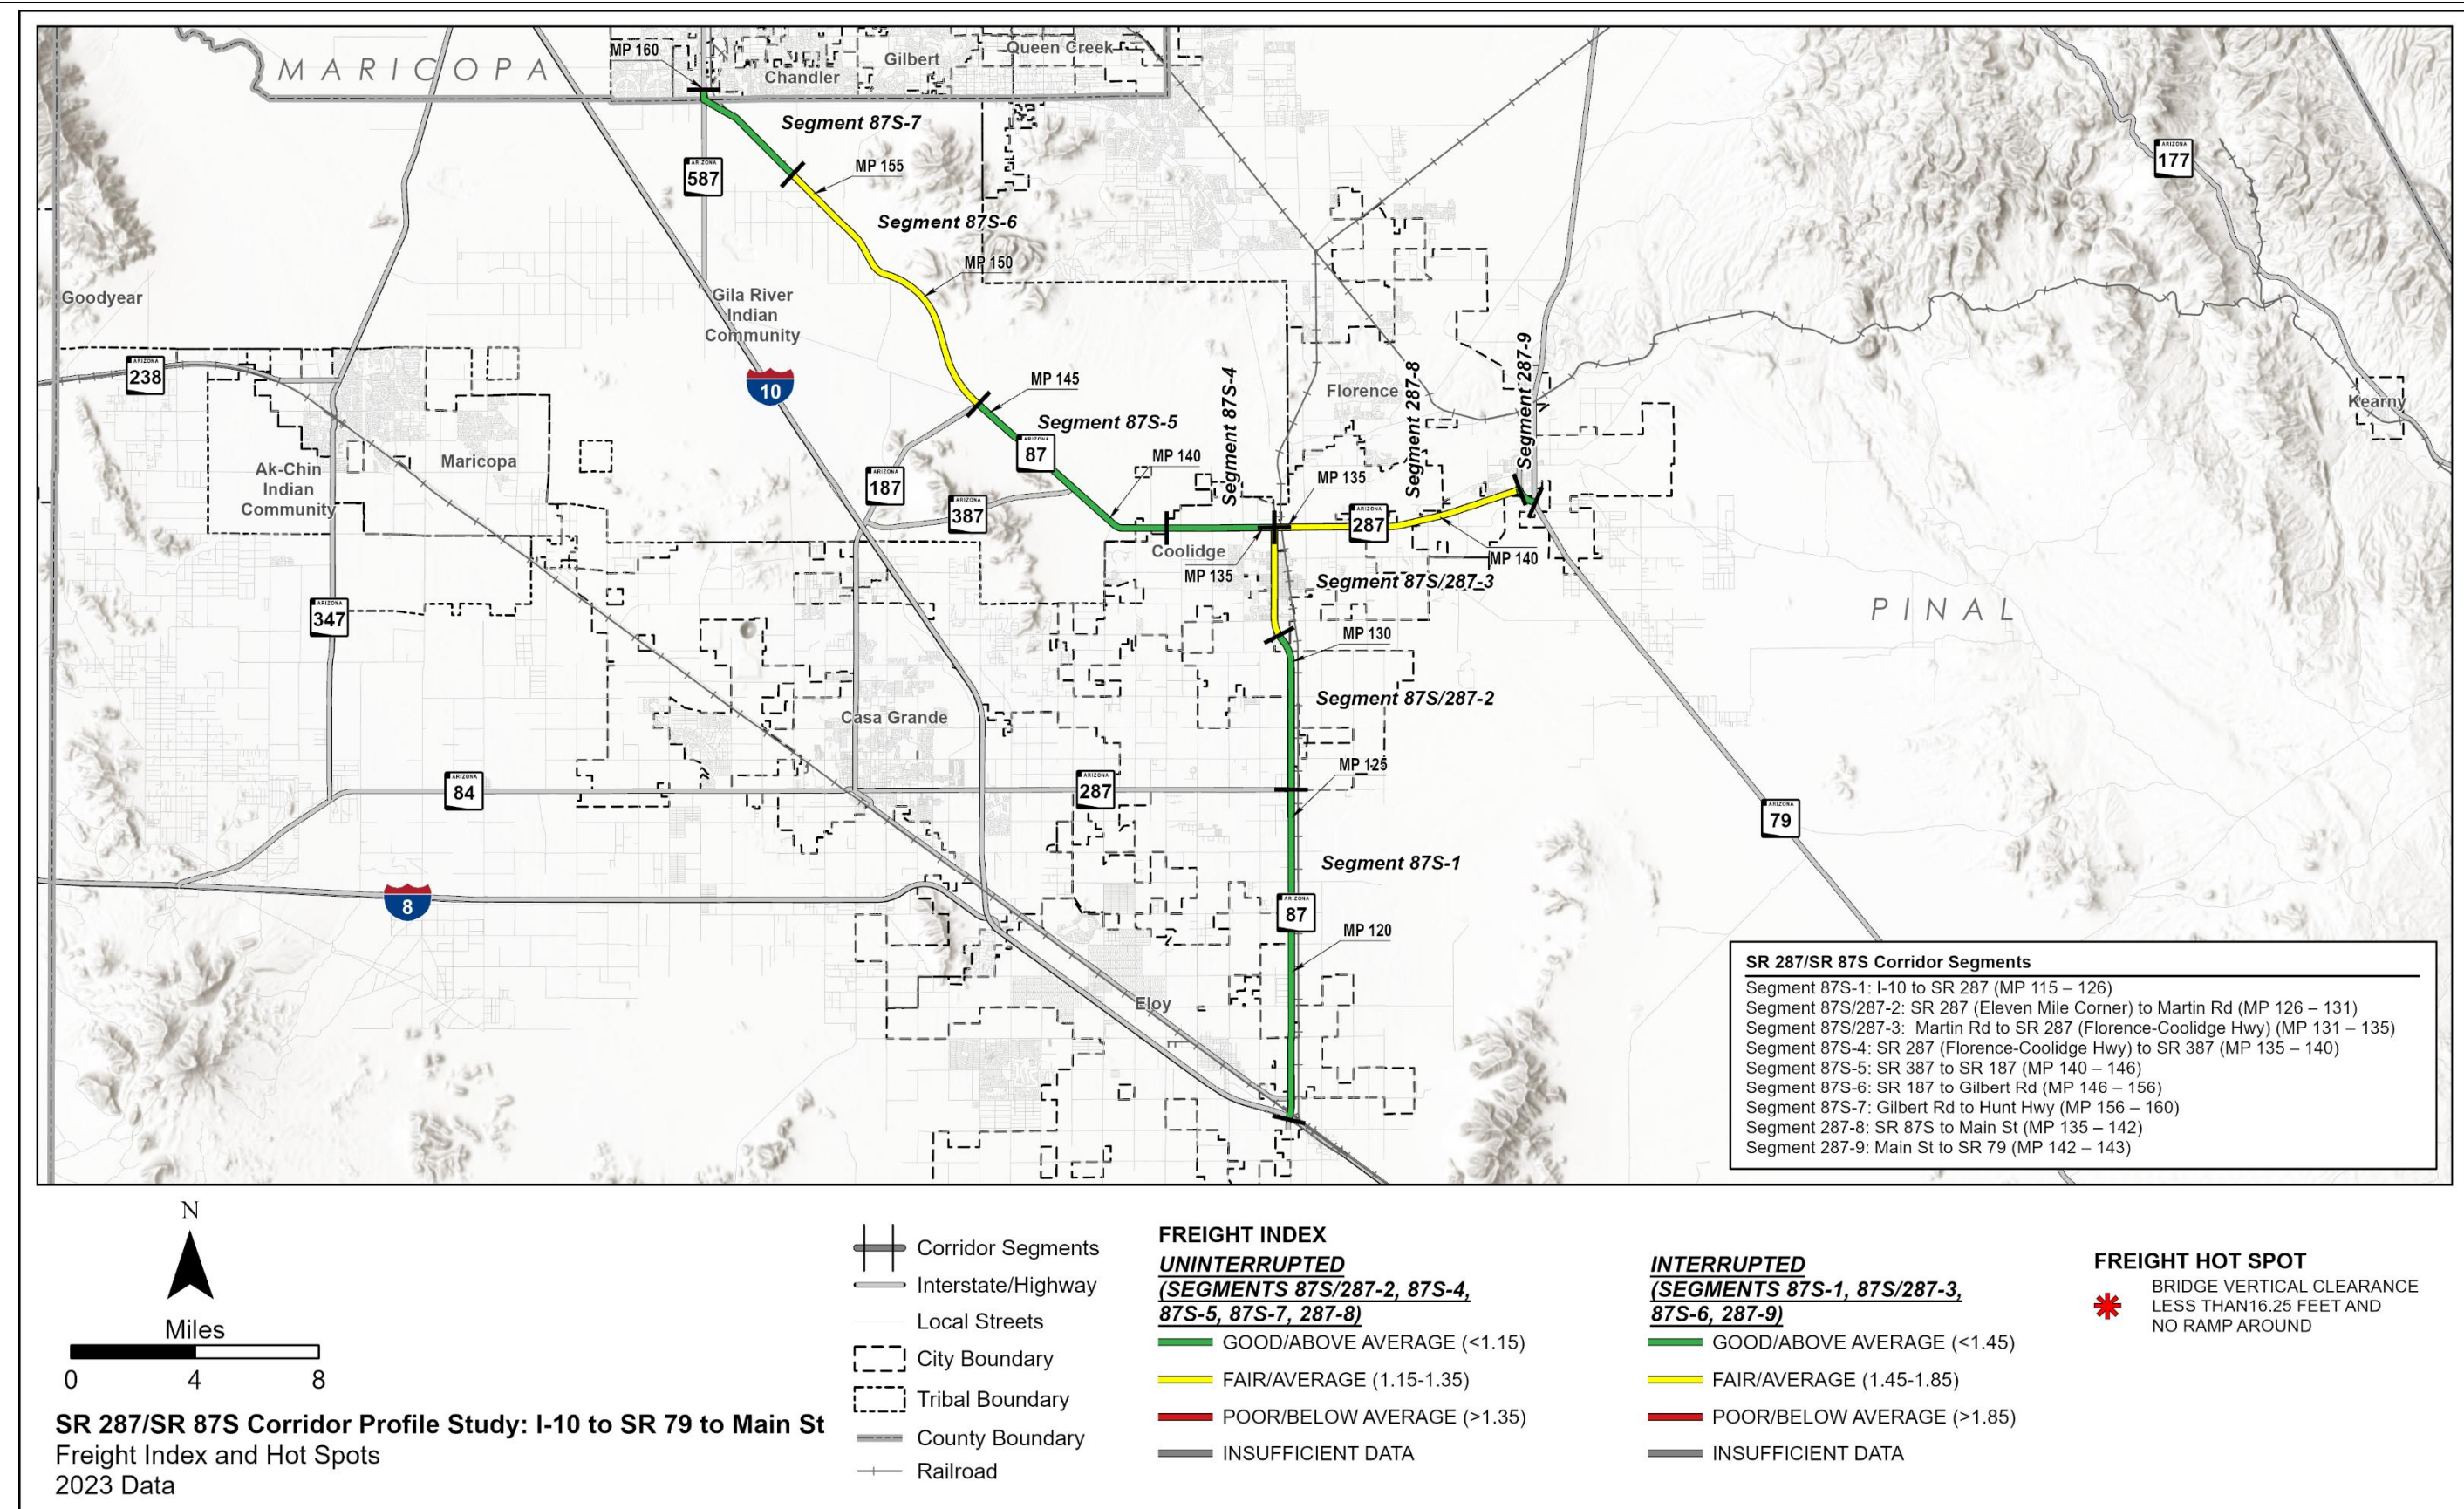 MARICOPA
MP 160
Chandler
Gilbert
Queen Creek
Segment 87S-7
ARIZONA
587
MP 155
ARIZONA
177
Segment 87S-6
MP 150
Goodyear
Gila River
Indian
Community
ARIZONA
238
10
MP 145
Segment 87S-5
Segment 87S-4
Florence
Segment 287-8
Segment 287-9
Kearny
Ak-Chin
Indian
Community
Maricopa
ARIZONA
87
MP 140
ARIZONA
187
ARIZONA
387
MP 135
ARIZONA
287
Coolidge
MP 135
MP 140
Segment 87S/287-3
ARIZONA
347
PINAL
MP 130
Segment 87S/287-2
Casa Grande
MP 125
ARIZONA
84
ARIZONA
287
ARIZONA
79
Segment 87S-1
8
ARIZONA
87
MP 120
Eloy
SR 287/SR 87S Corridor Segments
Segment 87S-1: I-10 to SR 287 (MP 115 – 126)
Segment 87S/287-2: SR 287 (Eleven Mile Corner) to Martin Rd (MP 126 – 131)
Segment 87S/287-3:  Martin Rd to SR 287 (Florence-Coolidge Hwy) (MP 131 – 135)
Segment 87S-4: SR 287 (Florence-Coolidge Hwy) to SR 387 (MP 135 – 140)
Segment 87S-5: SR 387 to SR 187 (MP 140 – 146)
Segment 87S-6: SR 187 to Gilbert Rd (MP 146 – 156)
Segment 87S-7: Gilbert Rd to Hunt Hwy (MP 156 – 160)
Segment 287-8: SR 87S to Main St (MP 135 – 142)
Segment 287-9: Main St to SR 79 (MP 142 – 143)
N
Miles
0 4 8
SR 287/SR 87S Corridor Profile Study: I-10 to SR 79 to Main St
Freight Index and Hot Spots
2023 Data
Corridor Segments
Interstate/Highway
Local Streets
City Boundary
Tribal Boundary
County Boundary
Railroad
FREIGHT INDEX
UNINTERRUPTED
(SEGMENTS 87S/287-2, 87S-4,
87S-5, 87S-7, 287-8)
GOOD/ABOVE AVERAGE (<1.15)
FAIR/AVERAGE (1.15-1.35)
POOR/BELOW AVERAGE (>1.35)
INSUFFICIENT DATA
INTERRUPTED
(SEGMENTS 87S-1, 87S/287-3,
87S-6, 287-9)
GOOD/ABOVE AVERAGE (<1.45)
FAIR/AVERAGE (1.45-1.85)
POOR/BELOW AVERAGE (>1.85)
INSUFFICIENT DATA
FREIGHT HOT SPOT
BRIDGE VERTICAL CLEARANCE
LESS THAN16.25 FEET AND
NO RAMP AROUND